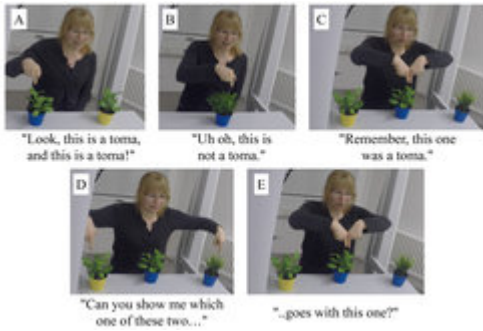 A
B
C
"Look, this is a toma,
and this is a toma!"
"Uh oh, this is
not a toma."
"Remember, this one
was a toma."
D
E
"Can you show me which
one of these two..."
"..goes with this one?"